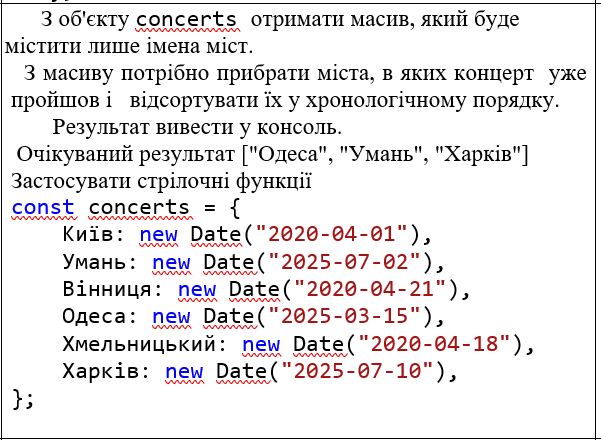 З об'єкту concerts отримати масив, який буде
містити лише імена міст.
З масиву потрібно прибрати міста, в яких концерт уже
пройшов і відсортувати їх у хронологічному порядку.
Результат вивести у консоль.
Очікуваний результат ["Одеса", "Умань", "Харків"]
Застосувати стрілочні функції
const concerts = {
Київ: new Date("2020-04-01"),
Умань: new Date("2025-07-02"),
Вінниця: new Date("2020-04-21"),
Одеса: new Date("2025-03-15"),
Хмельницький: new Date("2020-04-18"),
Харків: new Date("2025-07-10"),
};